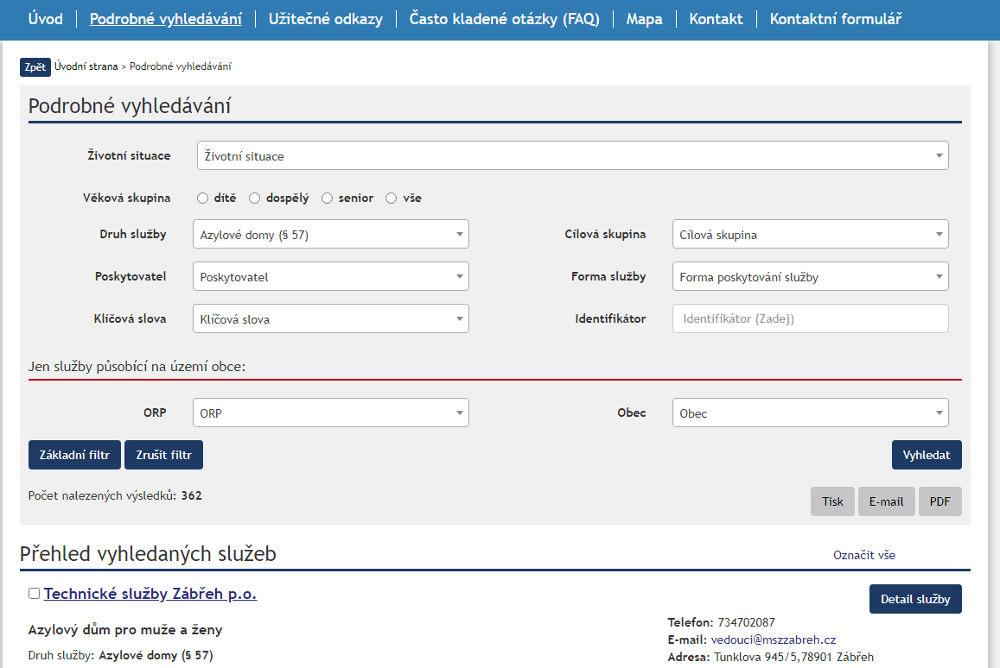 Úvod Podrobné vyhledávání Užitečné odkazy Často kladené otázky (FAQ) Mapa Kontakt Kontaktní formulář
Zpět Úvodní strana > Podrobné vyhledávání
Podrobné vyhledávání
Životní situace Životní situace
Věková skupina dítě dospělý senior vše
Druh služby Azylové domy (§ 57) Cílová skupina Cílová skupina
Poskytovatel Poskytovatel Forma služby Forma poskytování služby
Klíčová slova Klíčová slova Identifikátor Identifikátor (Zadej)
Jen služby působící na území obce:
ORP ORP Obec Obec
Základní filtr Zrušit filtr Vyhledat
Počet nalezených výsledků: 362
Tisk E-mail PDF
Přehled vyhledaných služeb Označit vše
Technické služby Zábřeh p.o. Detail služby
Azylový dům pro muže a ženy
Druh služby: Azylové domy (§ 57)
Telefon: 734702087
E-mail: vedouci@mszzabreh.cz
Adresa: Tunklova 945/5,78901 Zábřeh